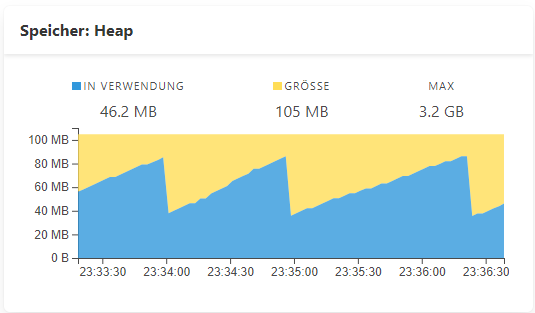 Speicher: Heap
IN VERWENDUNG GRÖSSE MAX
46.2 MB 105 MB 3.2 GB
100 MB
80 MB
60 MB
40 MB
20 MB
0 B
23:33:30 23:34:00 23:34:30 23:35:00 23:35:30 23:36:00 23:36:30